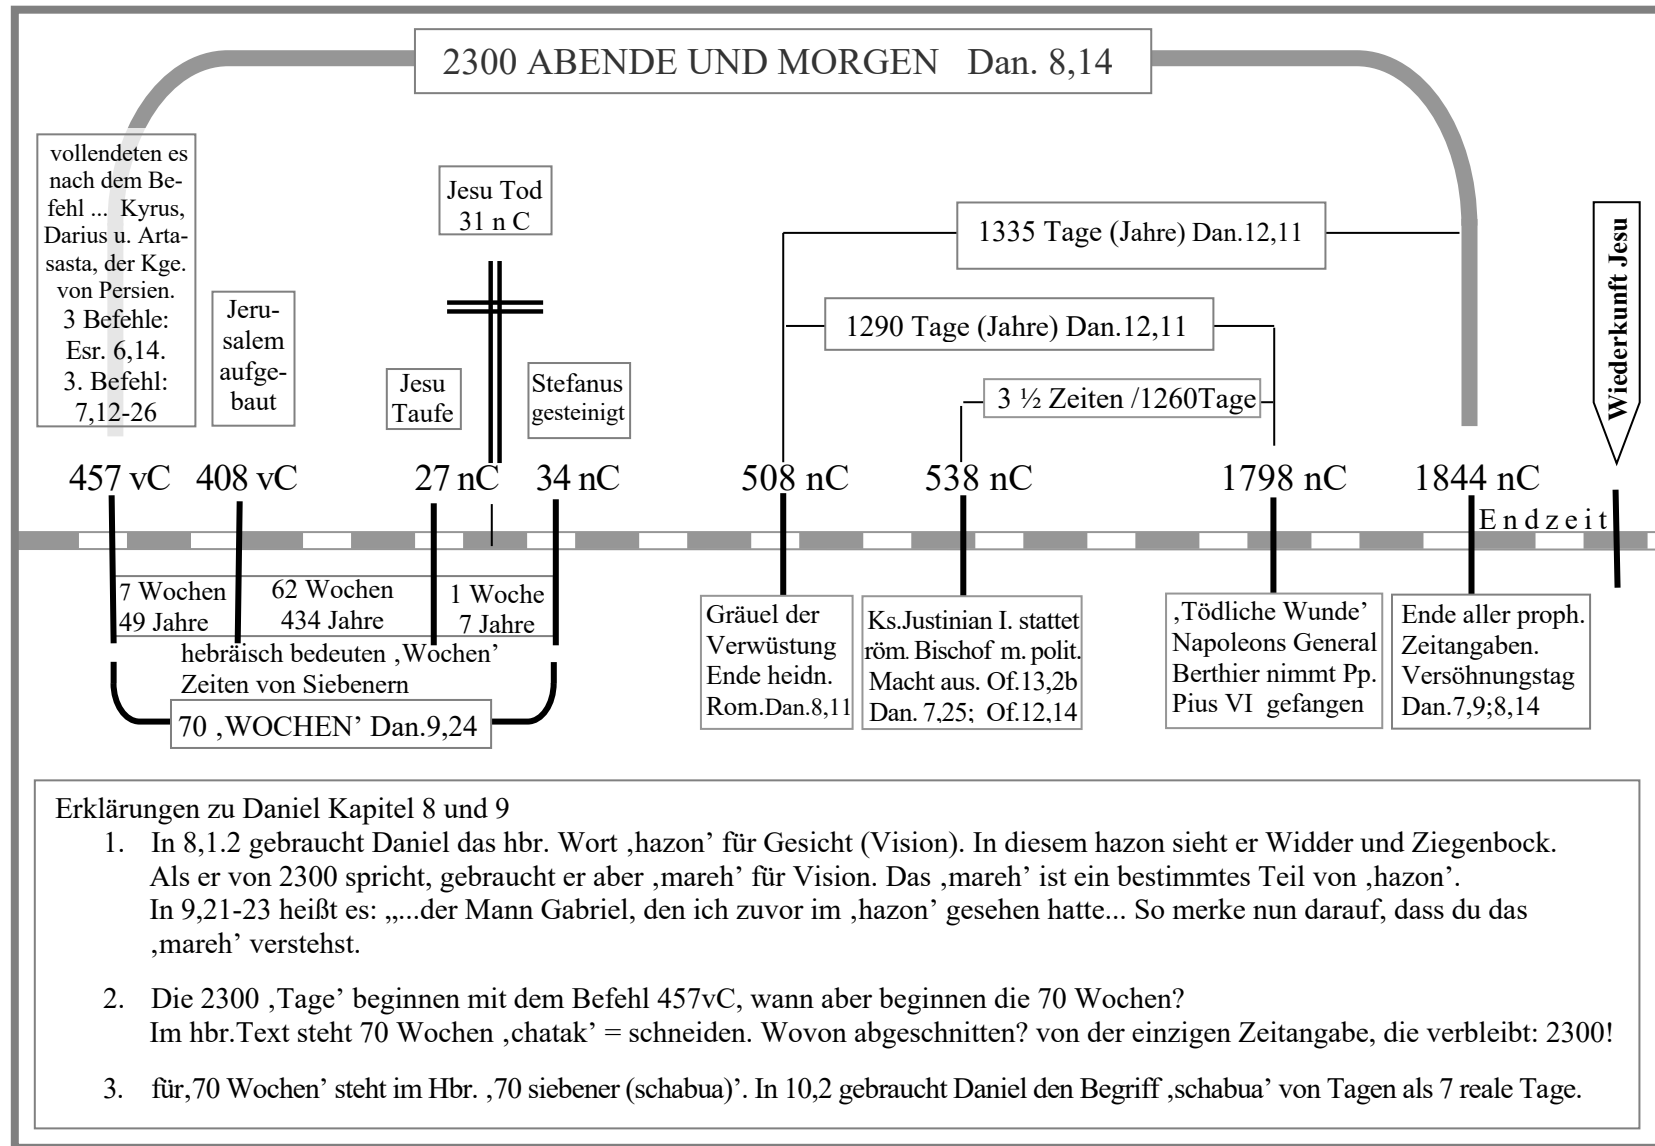 2300 ABENDE UND MORGEN   Dan. 8,14
vollendeten es
nach dem Be-
fehl ... Kyrus,
Darius u. Arta-
sasta, der Kge.
von Persien.
3 Befehle:
Esr. 6,14.
3. Befehl:
7,12-26
Jeru-
salem
aufge-
baut
Jesu
Taufe
Jesu Tod
31 n C
Stefanus
gesteinigt
1335 Tage (Jahre) Dan.12,11
1290 Tage (Jahre) Dan.12,11
3 ½ Zeiten /1260Tage
Wiederkunft Jesu
457 vC
408 vC
27 nC
34 nC
508 nC
538 nC
1798 nC
1844 nC
Endzeit
7 Wochen
49 Jahre
62 Wochen
434 Jahre
1 Woche
7 Jahre
hebräisch bedeuten ‚Wochen’
Zeiten von Siebenern
70 ‚WOCHEN’ Dan.9,24
Gräuel der
Verwüstung
Ende heidn.
Rom.Dan.8,11
Ks.Justinian I. stattet
röm. Bischof m. polit.
Macht aus. Of.13,2b
Dan. 7,25;  Of.12,14
‚Tödliche Wunde’
Napoleons General
Berthier nimmt Pp.
Pius VI  gefangen
Ende aller proph.
Zeitangaben.
Versöhnungstag
Dan.7,9;8,14
Erklärungen zu Daniel Kapitel 8 und 9
1. In 8,1.2 gebraucht Daniel das hbr. Wort ‚hazon’ für Gesicht (Vision). In diesem hazon sieht er Widder und Ziegenbock.
Als er von 2300 spricht, gebraucht er aber ‚mareh’ für Vision. Das ‚mareh’ ist ein bestimmtes Teil von ‚hazon’.
In 9,21-23 heißt es: „...der Mann Gabriel, den ich zuvor im ‚hazon’ gesehen hatte... So merke nun darauf, dass du das
‚mareh’ verstehst.
2. Die 2300 ‚Tage’ beginnen mit dem Befehl 457vC, wann aber beginnen die 70 Wochen?
Im hbr.Text steht 70 Wochen ‚chatak’ = schneiden. Wovon abgeschnitten? von der einzigen Zeitangabe, die verbleibt: 2300!
3. für‚70 Wochen’ steht im Hbr. ‚70 siebener (schabua)’. In 10,2 gebraucht Daniel den Begriff ‚schabua’ von Tagen als 7 reale Tage.